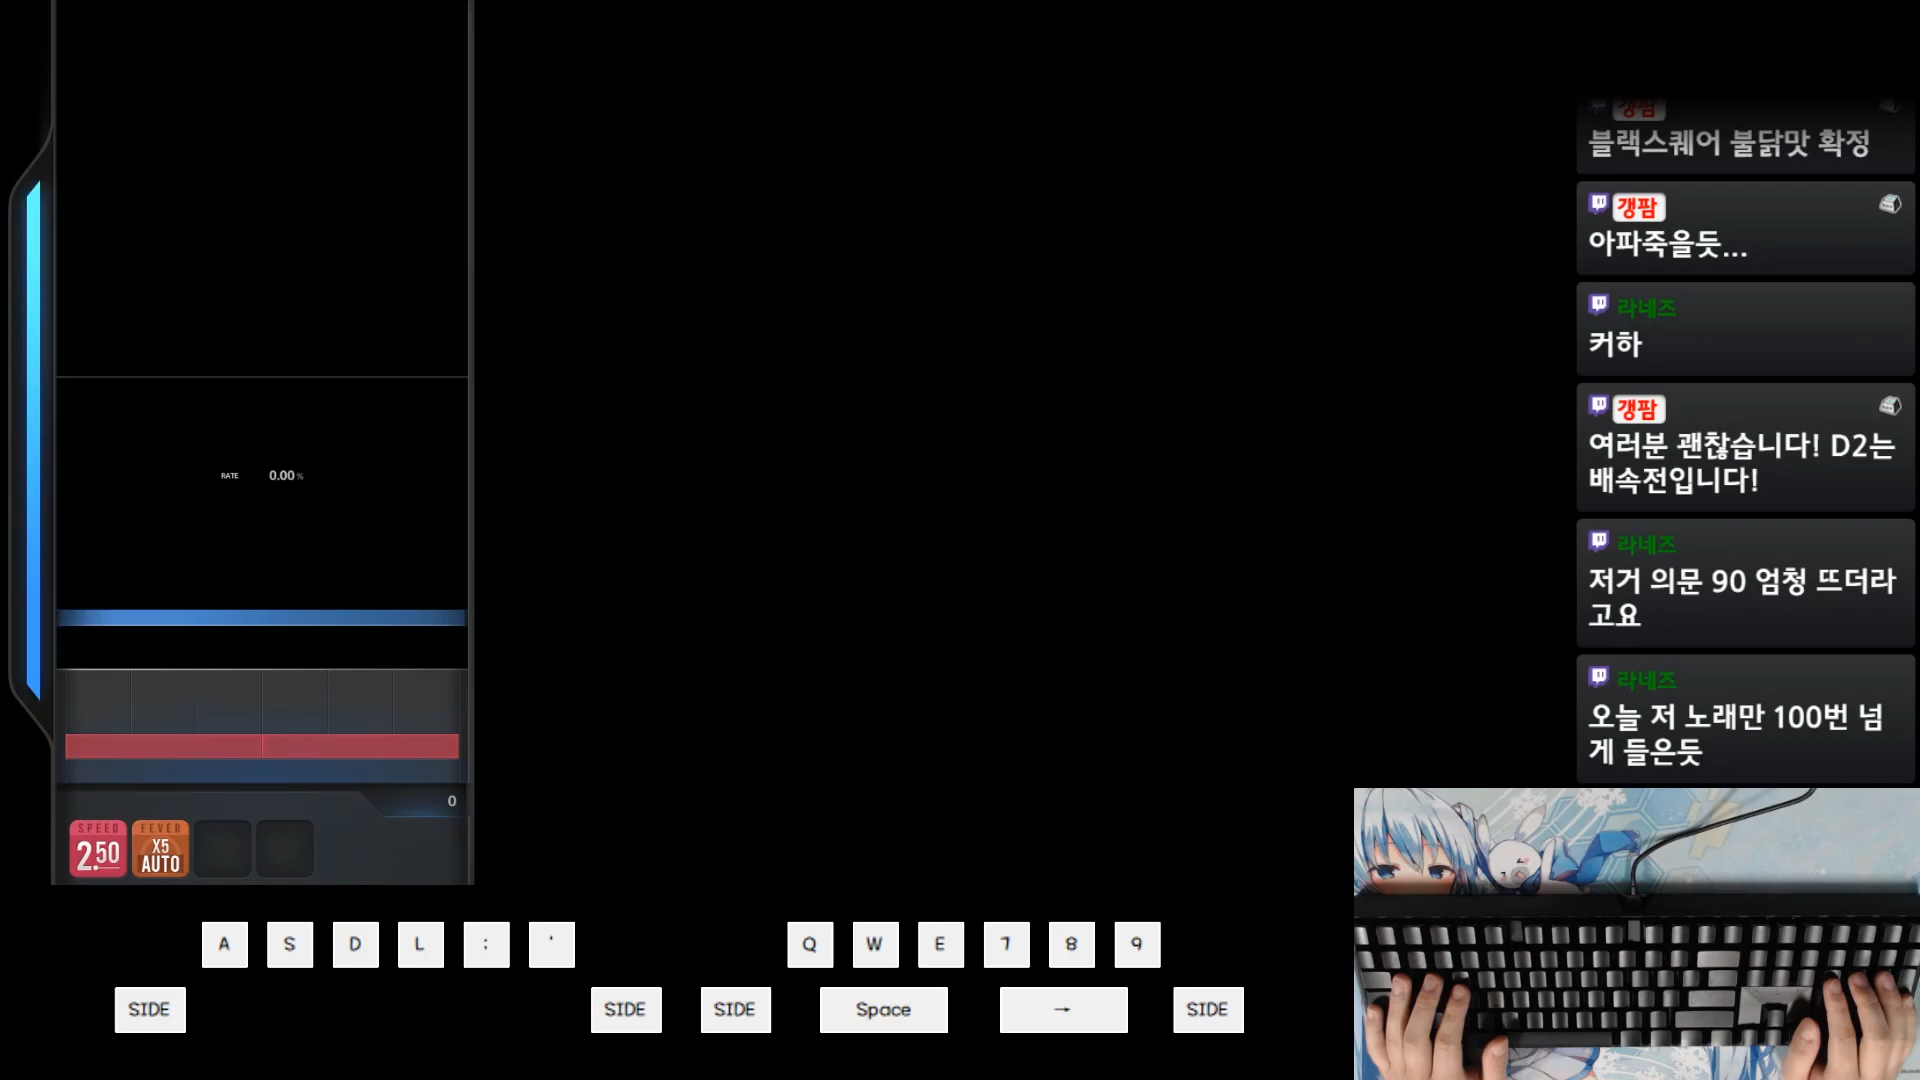 갱팜
블랙스퀘어 불닭맛 확정
갱팜
아파죽을듯...
라네즈
커하
갱팜
여러분 괜찮습니다! D2는
배속전입니다!
라네즈
저거 의문 90 엄청 뜨더라
고요
라네즈
오늘 저 노래만 100번 넘
게 들은듯
RATE 0.00 %
0
SPEED
2.50
FEVER
X5
AUTO
A S D L ; ' Q W E 7 8 9
SIDE SIDE SIDE Space → SIDE